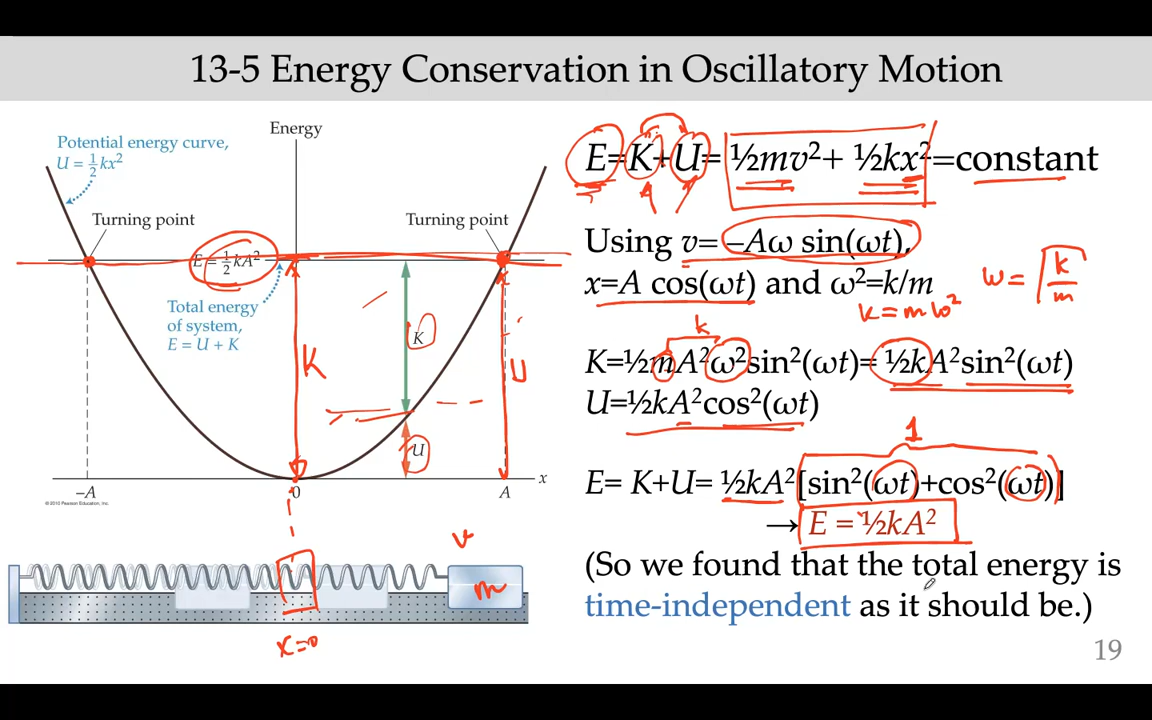 13-5 Energy Conservation in Oscillatory Motion
Energy
Potential energy curve,
U = ½kx²
Turning point
Turning point
E = ½kA²
Total energy
of system,
E = U + K
K
K
U
U
–A
0
A
x
© 2010 Pearson Education, Inc.
v
m
x=0
E=K+U= ½mv²+ ½kx²=constant
Using v= –Aω sin(ωt),
x=A cos(ωt) and ω²=k/m
ω = √k/m
k=mω²
k
K=½mA²ω²sin²(ωt)= ½kA²sin²(ωt)
U=½kA²cos²(ωt)
1
E= K+U= ½kA²[sin²(ωt)+cos²(ωt)]
→ E = ½kA²
(So we found that the total energy is
time-independent as it should be.)
19